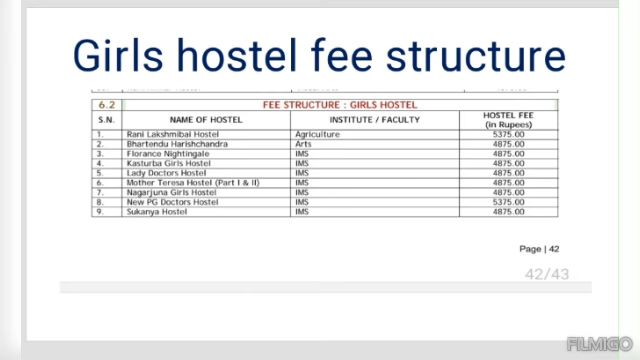 Girls hostel fee structure
6.2 FEE STRUCTURE : GIRLS HOSTEL
S.N. NAME OF HOSTEL INSTITUTE / FACULTY HOSTEL FEE (in Rupees)
1. Rani Lakshmibai Hostel Agriculture 5375.00
2. Bhartendu Harishchandra Arts 4875.00
3. Florance Nightingale IMS 4875.00
4. Kasturba Girls Hostel IMS 4875.00
5. Lady Doctors Hostel IMS 4875.00
6. Mother Teresa Hostel (Part I & II) IMS 4875.00
7. Nagarjuna Girls Hostel IMS 4875.00
8. New PG Doctors Hostel IMS 5375.00
9. Sukanya Hostel IMS 4875.00
Page | 42
42/43
FILMIGO